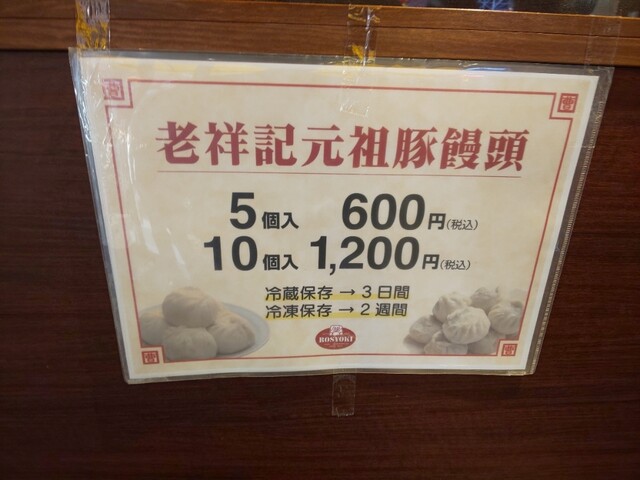 老祥記元祖豚饅頭
5個入 600円(税込)
10個入 1,200円(税込)
冷蔵保存→3日間
冷凍保存→2週間
ROSYOKI